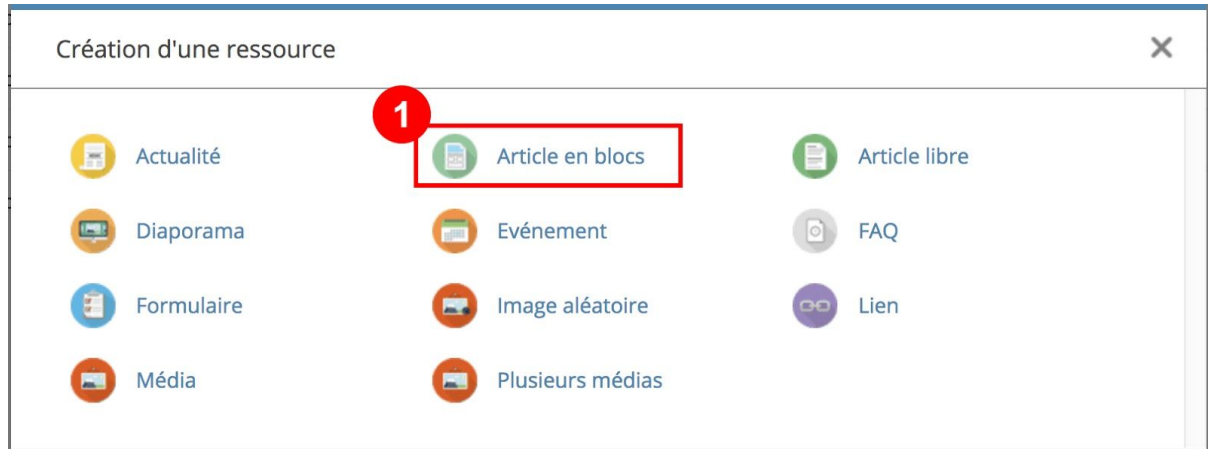 Création d'une ressource
1
Actualité
Article en blocs
Article libre
Diaporama
Evénement
FAQ
Formulaire
Image aléatoire
Lien
Média
Plusieurs médias